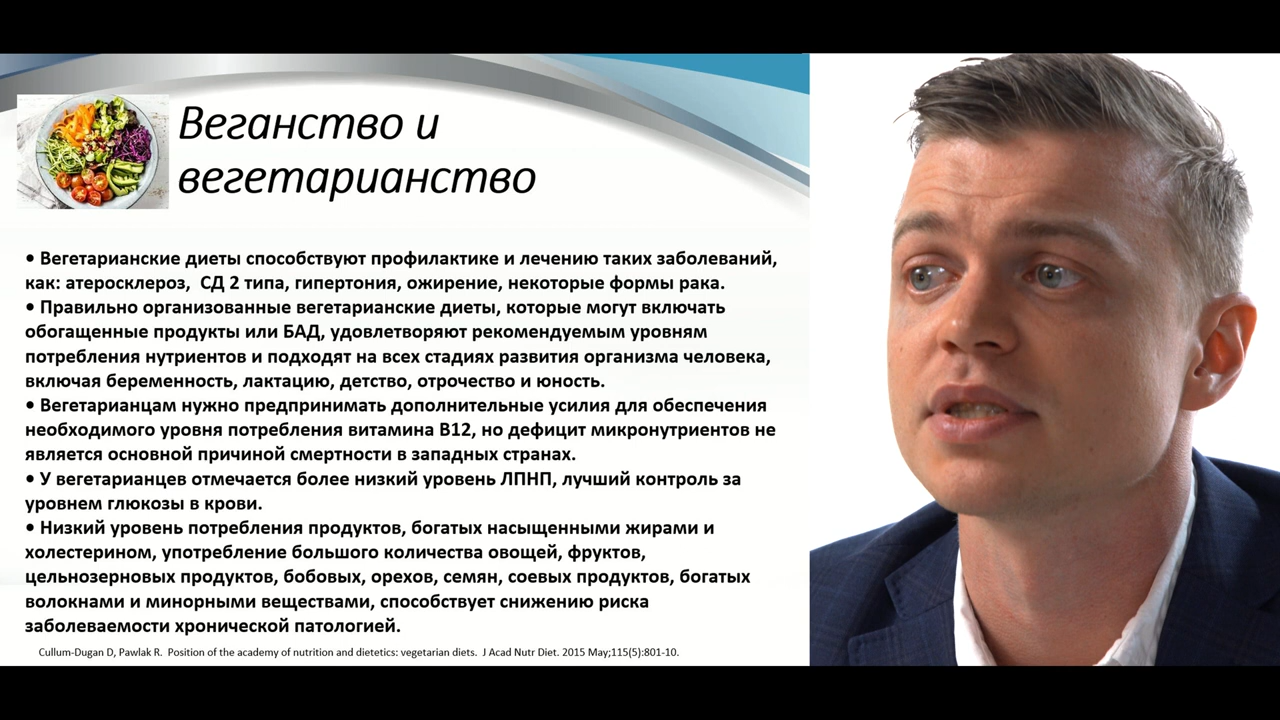 Веганство и
вегетарианство
• Вегетарианские диеты способствуют профилактике и лечению таких заболеваний,
как: атеросклероз,  СД 2 типа, гипертония, ожирение, некоторые формы рака.
• Правильно организованные вегетарианские диеты, которые могут включать
обогащенные продукты или БАД, удовлетворяют рекомендуемым уровням
потребления нутриентов и подходят на всех стадиях развития организма человека,
включая беременность, лактацию, детство, отрочество и юность.
• Вегетарианцам нужно предпринимать дополнительные усилия для обеспечения
необходимого уровня потребления витамина В12, но дефицит микронутриентов не
является основной причиной смертности в западных странах.
• У вегетарианцев отмечается более низкий уровень ЛПНП, лучший контроль за
уровнем глюкозы в крови.
• Низкий уровень потребления продуктов, богатых насыщенными жирами и
холестерином, употребление большого количества овощей, фруктов,
цельнозерновых продуктов, бобовых, орехов, семян, соевых продуктов, богатых
волокнами и минорными веществами, способствует снижению риска
заболеваемости хронической патологией.
Cullum-Dugan D, Pawlak R.  Position of the academy of nutrition and dietetics: vegetarian diets.  J Acad Nutr Diet. 2015 May;115(5):801-10.